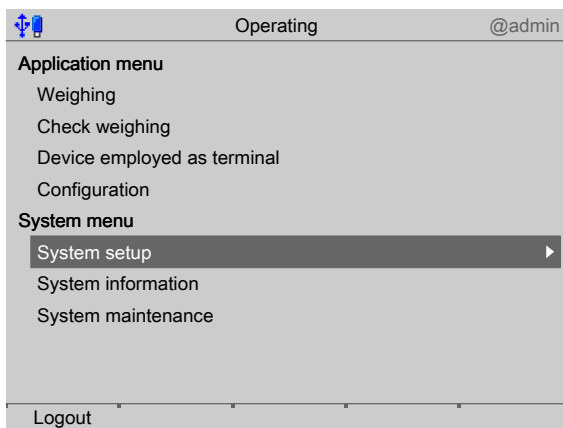 Operating @admin
Application menu
Weighing
Check weighing
Device employed as terminal
Configuration
System menu
System setup
System information
System maintenance
Logout